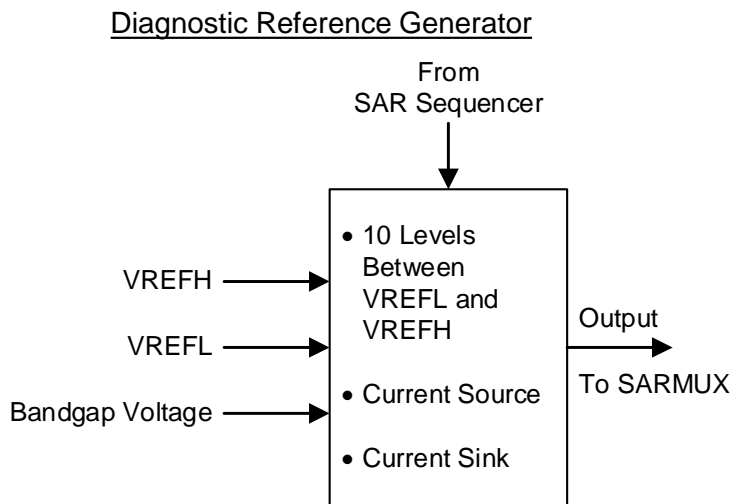 Diagnostic Reference Generator
From
SAR Sequencer
• 10 Levels
Between
VREFL and
VREFH
• Current Source
• Current Sink
VREFH
VREFL
Bandgap Voltage
Output
To SARMUX